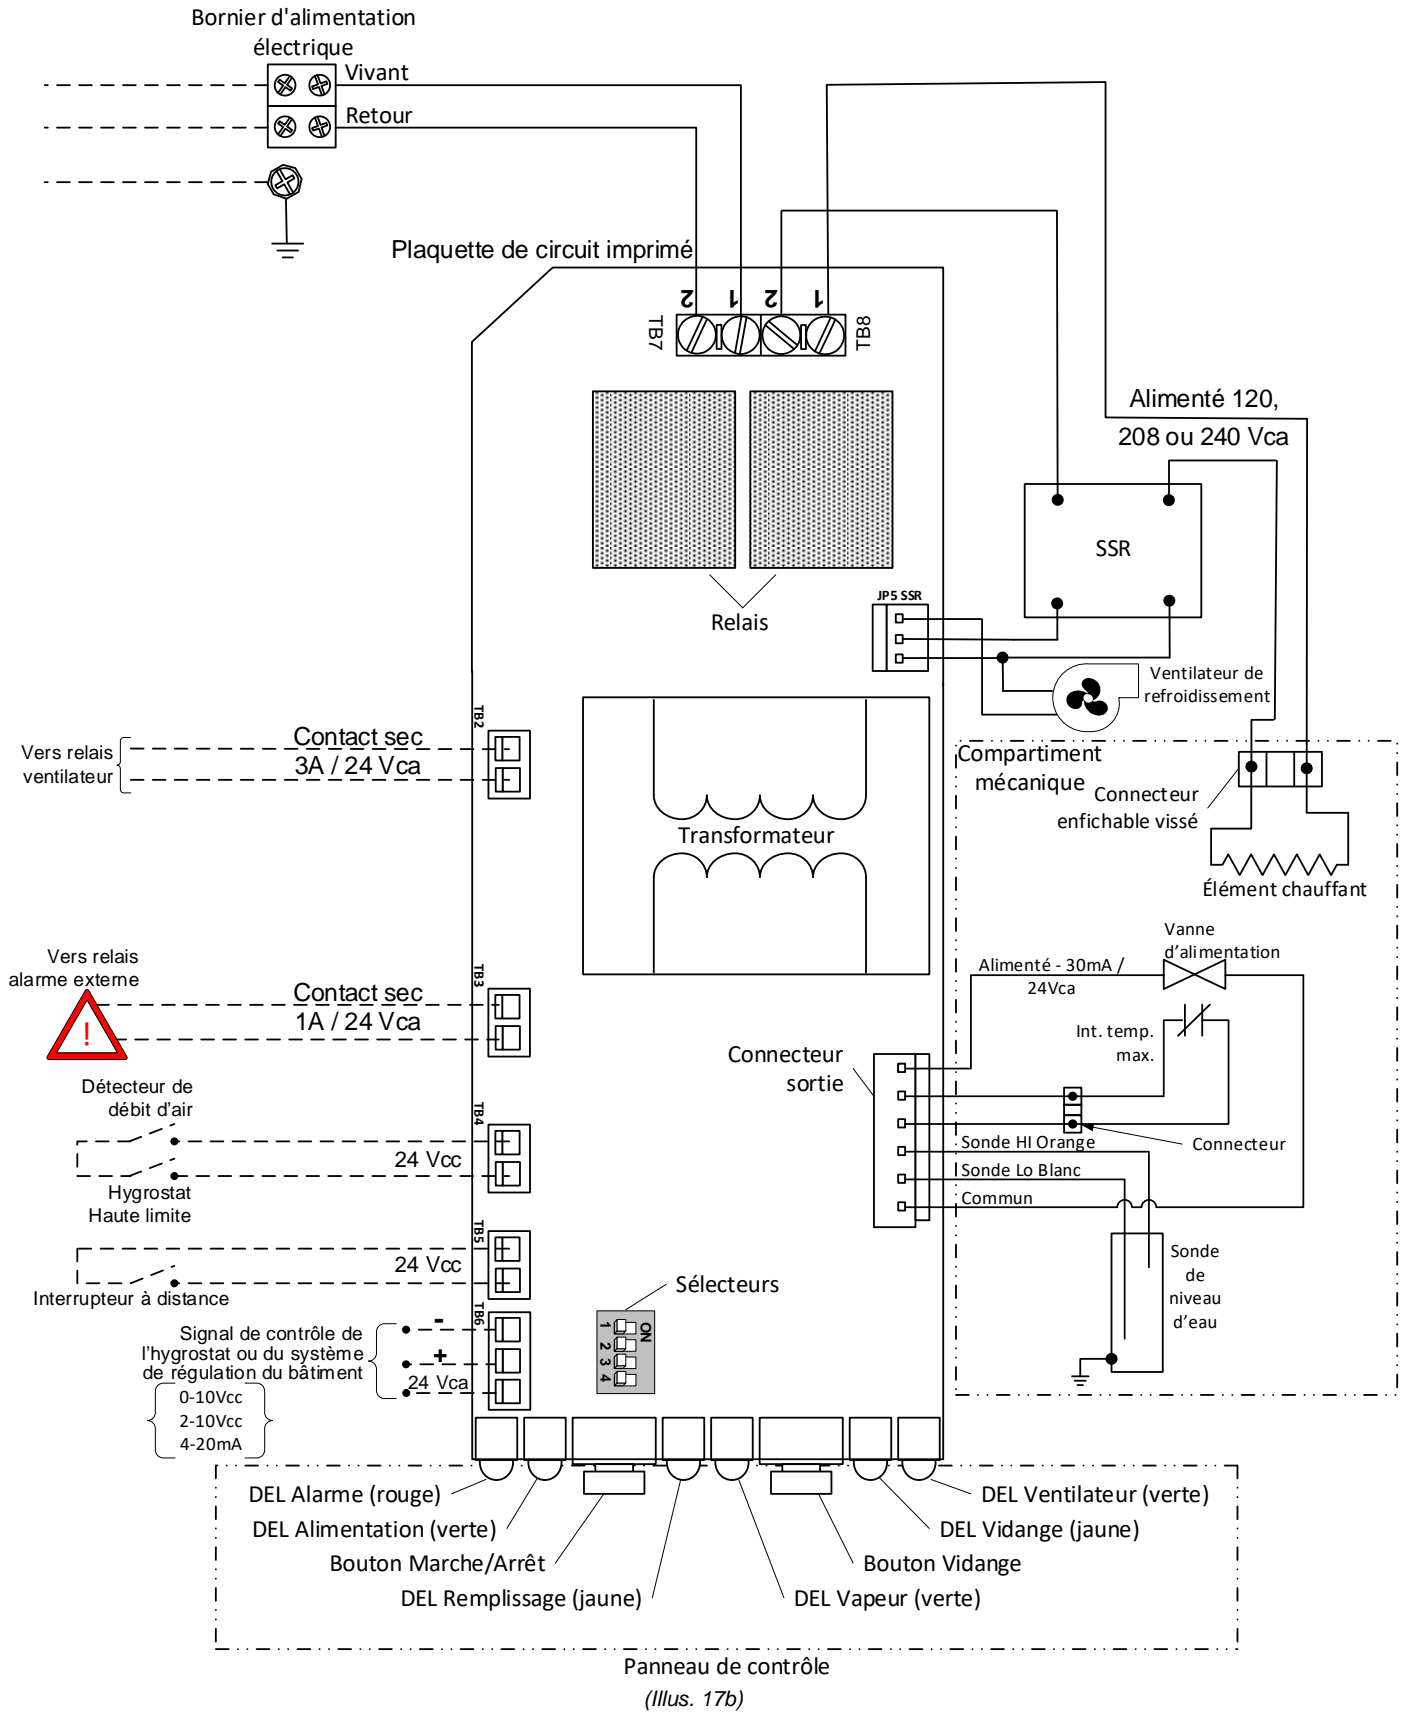 Bornier d'alimentation
électrique
Vivant
Retour
Plaquette de circuit imprimé
2 1 2 1
TB7
TB8
Alimenté 120,
208 ou 240 Vca
SSR
JP5 SSR
Relais
Ventilateur de
refroidissement
TB2
Contact sec
3A / 24 Vca
Vers relais
ventilateur
Compartiment
mécanique
Connecteur
enfichable vissé
Transformateur
Élément chauffant
Vanne
d’alimentation
Vers relais
alarme externe
Alimenté - 30mA /
24Vca
TB3
Contact sec
1A / 24 Vca
!
Int. temp.
max.
Connecteur
sortie
Détecteur de
débit d’air
TB4
24 Vcc
Hygrostat
Haute limite
Sonde HI Orange
Connecteur
Sonde Lo Blanc
Commun
TB5
24 Vcc
Interrupteur à distance
Sonde
de
niveau
d’eau
Sélecteurs
ON
1
2
3
4
TB6
-
+
24 Vca
Signal de contrôle de
l’hygrostat ou du système
de régulation du bâtiment
0-10Vcc
2-10Vcc
4-20mA
DEL Alarme (rouge)
DEL Ventilateur (verte)
DEL Alimentation (verte)
DEL Vidange (jaune)
Bouton Marche/Arrêt
Bouton Vidange
DEL Remplissage (jaune)
DEL Vapeur (verte)
Panneau de contrôle
(Illus. 17b)